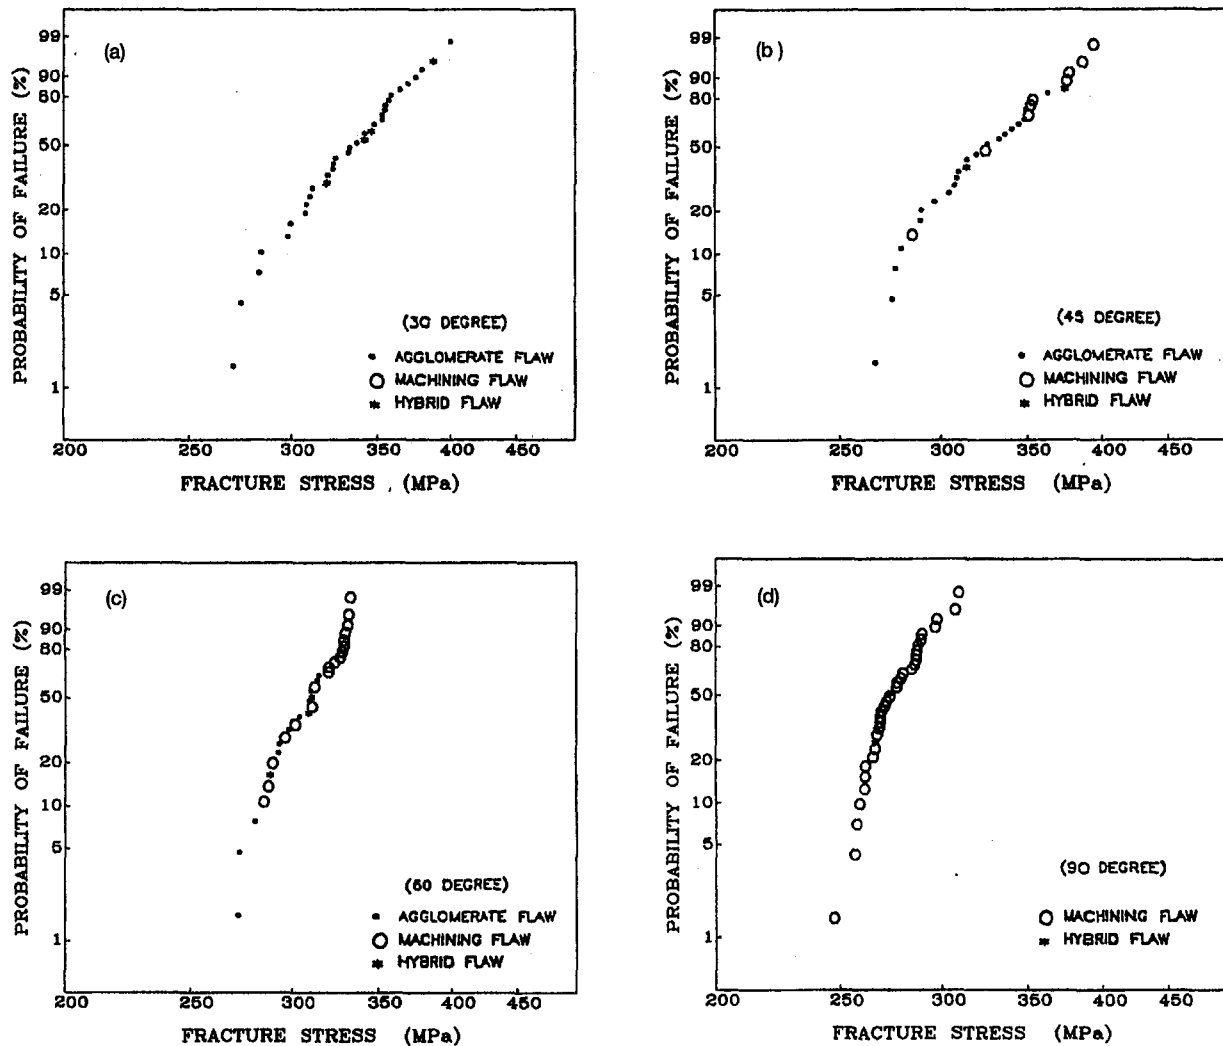 (a)
PROBABILITY OF FAILURE (%)
99
90
80
50
20
10
5
1
(30 DEGREE)
AGGLOMERATE FLAW
MACHINING FLAW
HYBRID FLAW
200 250 300 350 400 450
FRACTURE STRESS (MPa)
(b)
PROBABILITY OF FAILURE (%)
99
90
80
50
20
10
5
1
(45 DEGREE)
AGGLOMERATE FLAW
MACHINING FLAW
HYBRID FLAW
200 250 300 350 400 450
FRACTURE STRESS (MPa)
(c)
PROBABILITY OF FAILURE (%)
99
90
80
50
20
10
5
1
(60 DEGREE)
AGGLOMERATE FLAW
MACHINING FLAW
HYBRID FLAW
200 250 300 350 400 450
FRACTURE STRESS (MPa)
(d)
PROBABILITY OF FAILURE (%)
99
90
80
50
20
10
5
1
(90 DEGREE)
MACHINING FLAW
HYBRID FLAW
200 250 300 350 400 450
FRACTURE STRESS (MPa)